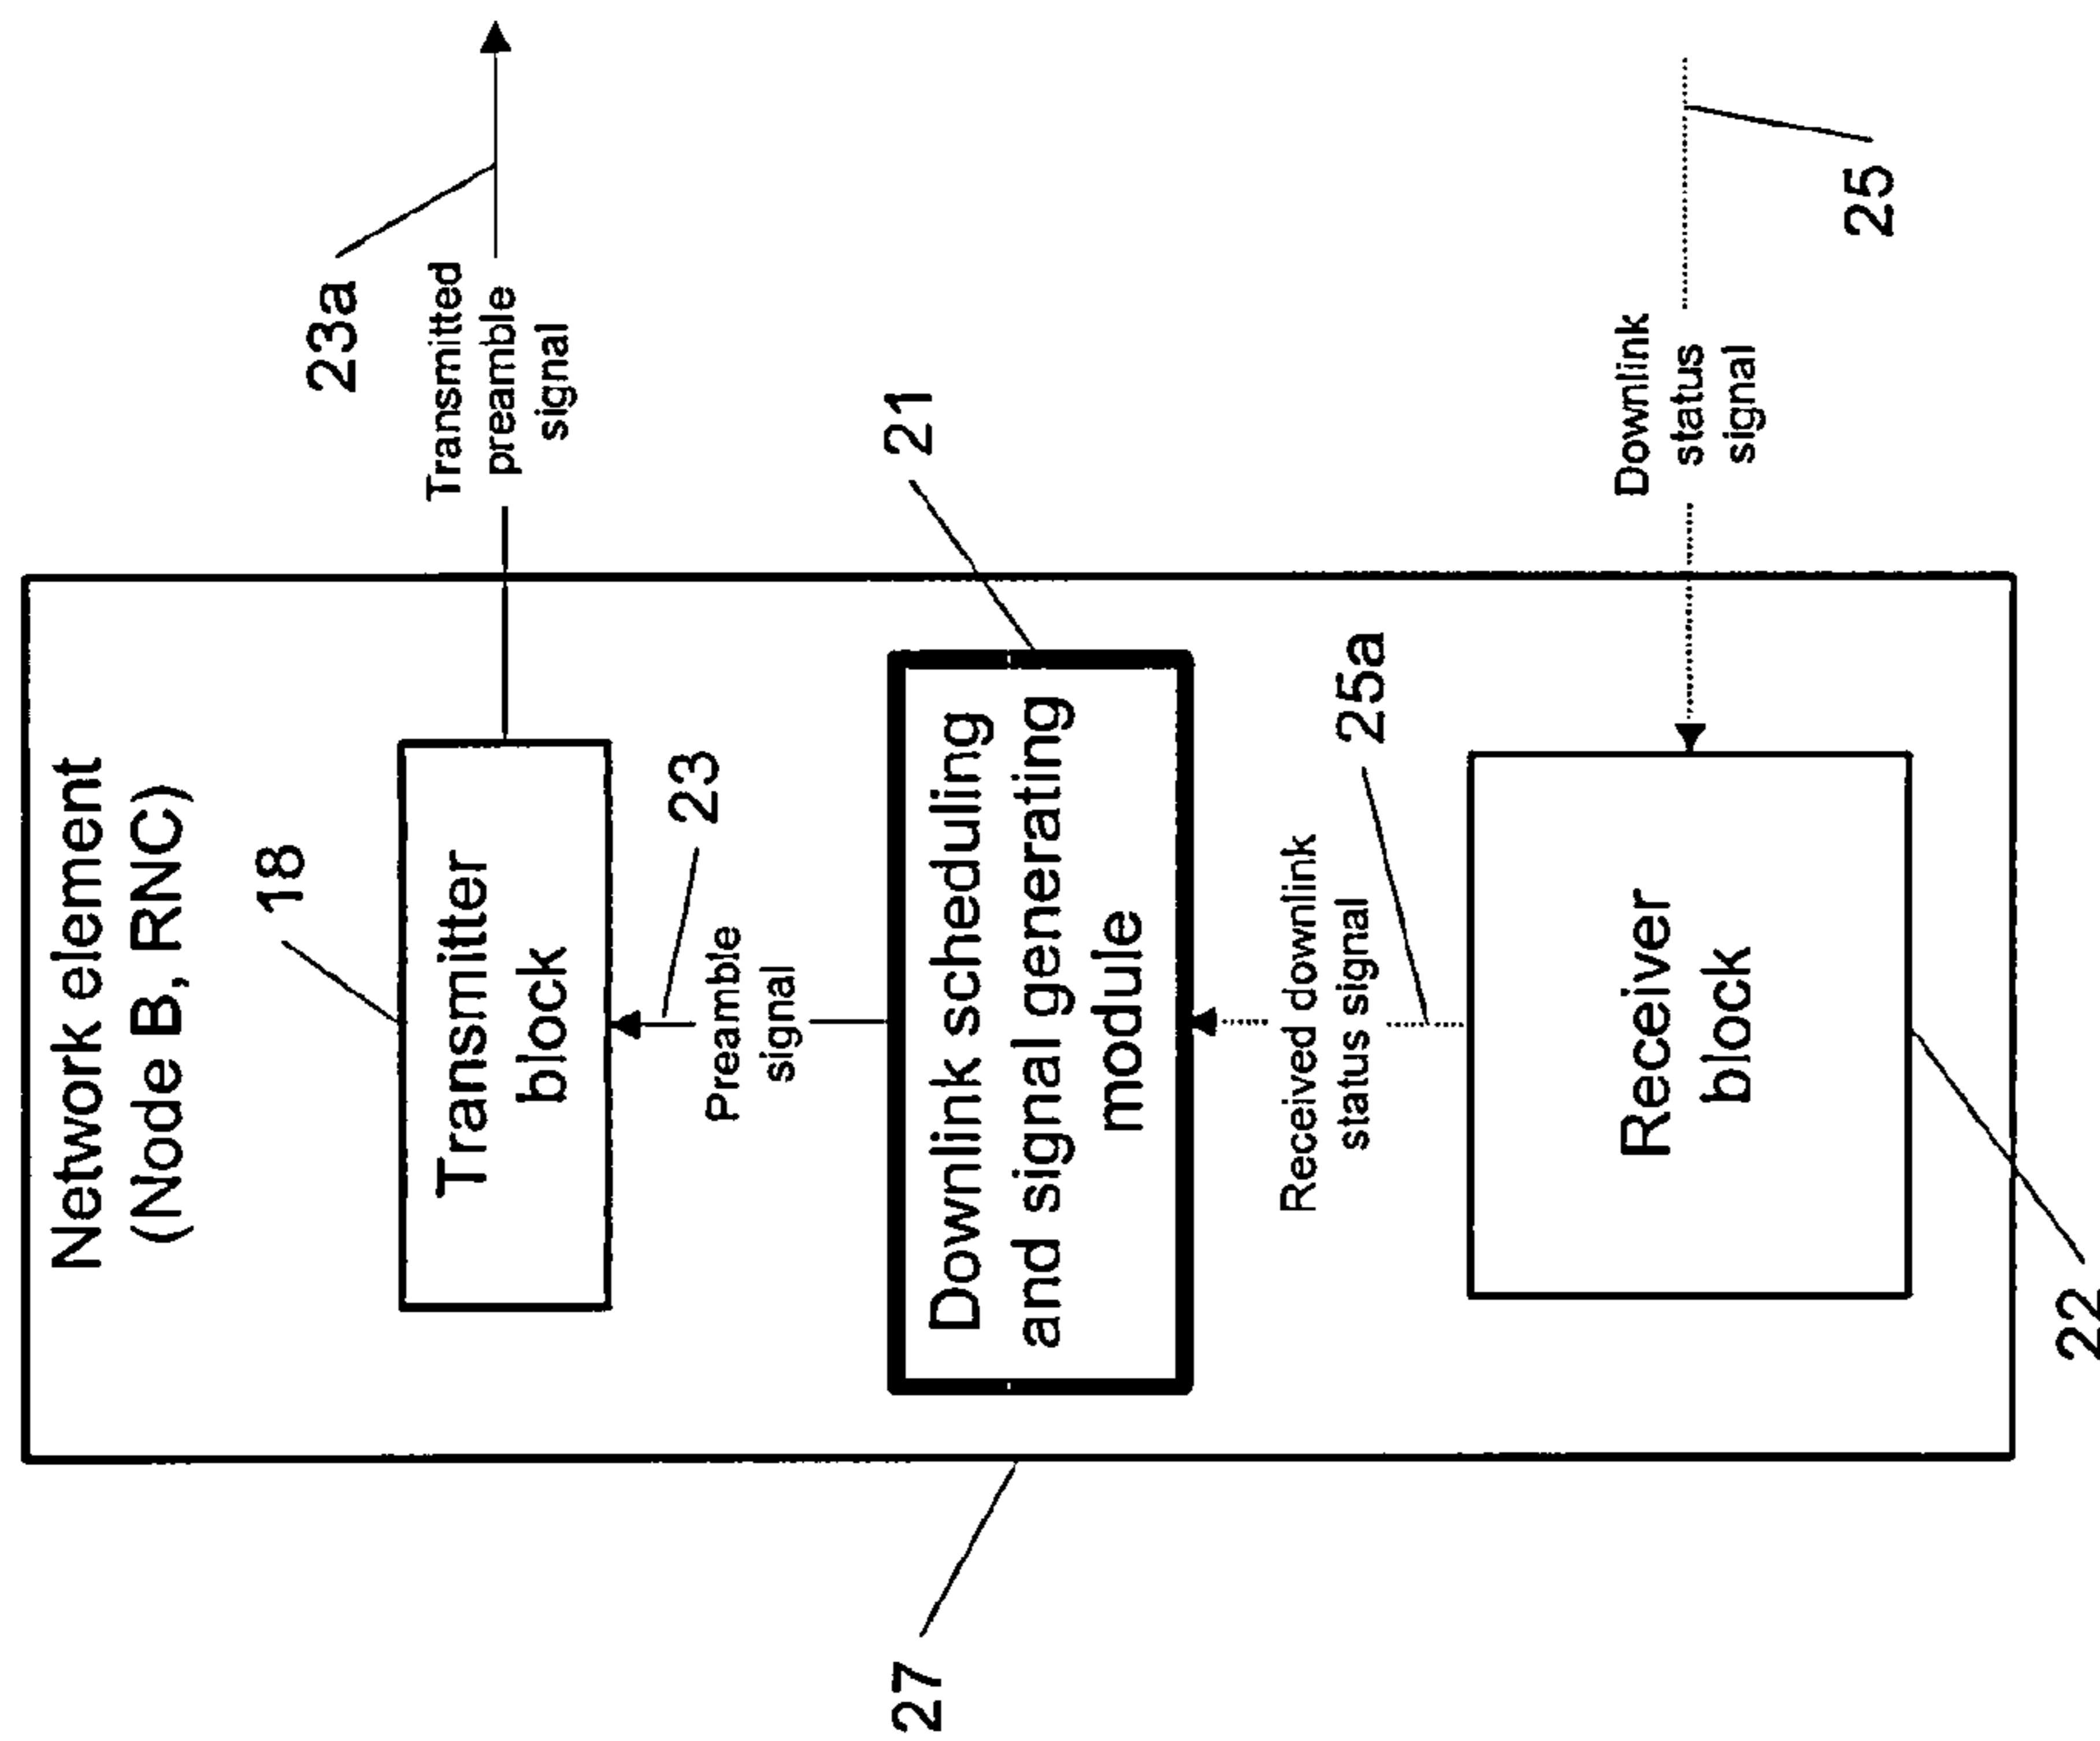 Network element
(Node B, RNC)
18
Transmitter
block
23a
Transmitted
preamble
signal
23
Preamble
signal
21
Downlink scheduling
and signal generating
module
25a
Received downlink
status signal
Downlink
status
signal
25
Receiver
block
22
27